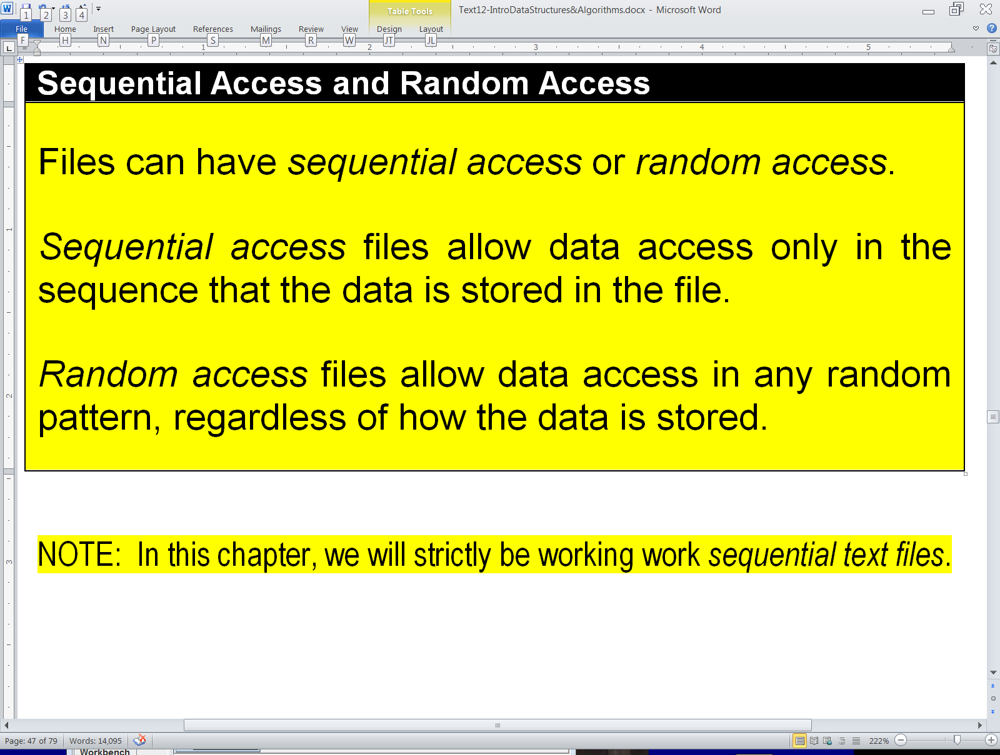 1 2 3 4
Table Tools
Text12-IntroDataStructures&Algorithms.docx - Microsoft Word
File Home Insert Page Layout References Mailings Review View Design Layout
F H N P S M R W JT JL
1 2 3 4 5
Sequential Access and Random Access
Files can have sequential access or random access.
Sequential access files allow data access only in the
sequence that the data is stored in the file.
Random access files allow data access in any random
pattern, regardless of how the data is stored.
NOTE: In this chapter, we will strictly be working work sequential text files.
1
2
3
Page: 47 of 79 Words: 14,095 222%
Workbench